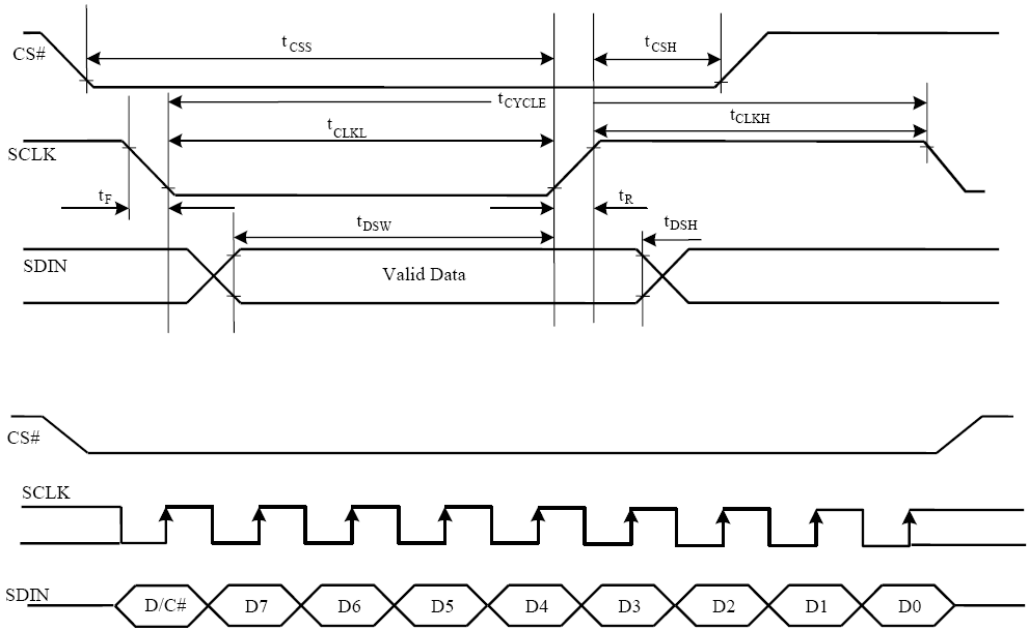 CS#
tCSS
tCSH
tCYCLE
tCLKL
tCLKH
SCLK
tF
tR
tDSW
tDSH
SDIN
Valid Data
CS#
SCLK
SDIN
D/C# D7 D6 D5 D4 D3 D2 D1 D0